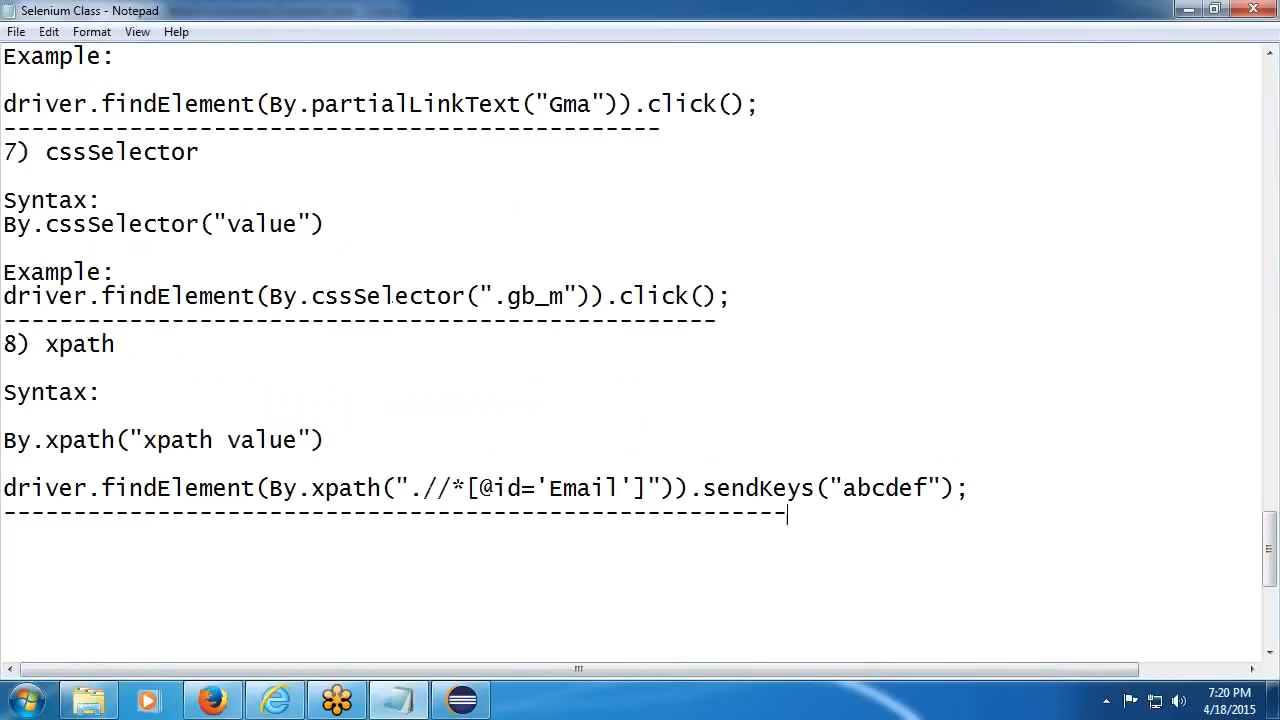 Selenium Class - Notepad
File Edit Format View Help
Example:
driver.findElement(By.partialLinkText("Gma")).click();
-----------------------------------------------
7) cssSelector
Syntax:
By.cssSelector("value")
Example:
driver.findElement(By.cssSelector(".gb_m")).click();
---------------------------------------------------
8) xpath
Syntax:
By.xpath("xpath value")
driver.findElement(By.xpath(".//*[@id='Email']")).sendKeys("abcdef");
--------------------------------------------------------
7:20 PM
4/18/2015